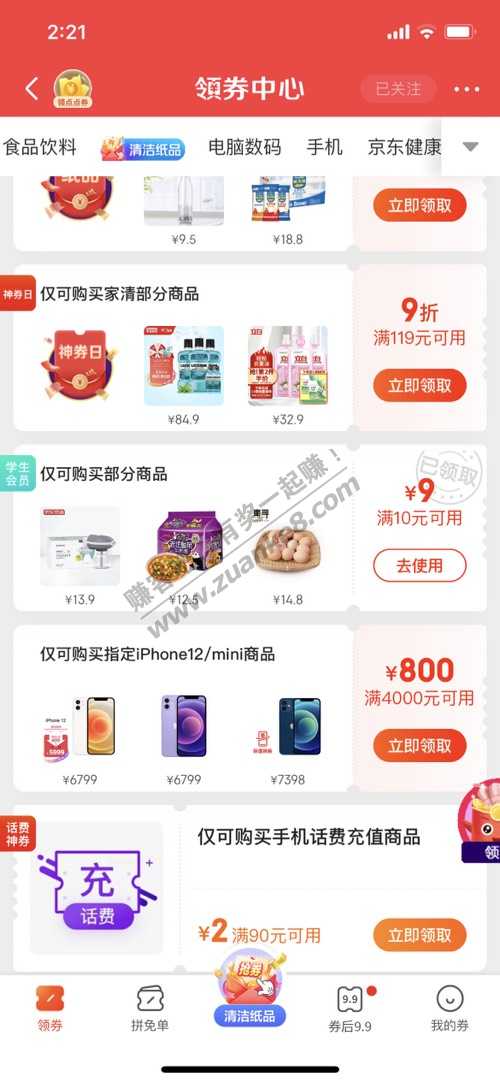 2:21
领点点券
领券中心
已关注
食品饮料
清洁纸品
电脑数码
手机
京东健康
纸品
¥9.5
¥18.8
立即领取
神券日
仅可购买家清部分商品
神券日
¥84.9
¥32.9
9折
满119元可用
立即领取
学生
会员
仅可购买部分商品
¥13.9
¥12.5
¥14.8
已领取
¥9
满10元可用
去使用
赚客吧,有奖一起赚!
www.zuanke8.com
仅可购买指定iPhone12/mini商品
iPhone 12
5999
¥6799
¥6799
¥7398
¥800
满4000元可用
立即领取
话费
神券
充
话费
仅可购买手机话费充值商品
¥2满90元可用
立即领取
领
抢券
清洁纸品
领券
拼免单
9.9
券后9.9
我的券